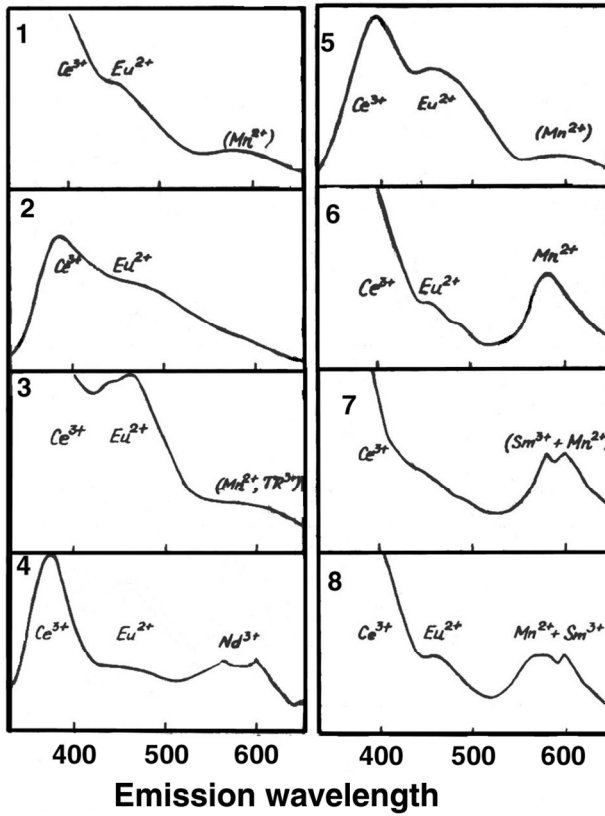 1
Ce³⁺ Eu²⁺
(Mn²⁺)
2
Ce³⁺ Eu²⁺
3
Ce³⁺ Eu²⁺
(Mn²⁺, TR³⁺)
4
Ce³⁺ Eu²⁺ Nd³⁺
400 500 600
5
Ce³⁺ Eu²⁺
(Mn²⁺)
6
Ce³⁺ Eu²⁺ Mn²⁺
7
Ce³⁺
(Sm³⁺ + Mn²⁺)
8
Ce³⁺ Eu²⁺ Mn²⁺ + Sm³⁺
400 500 600
Emission wavelength